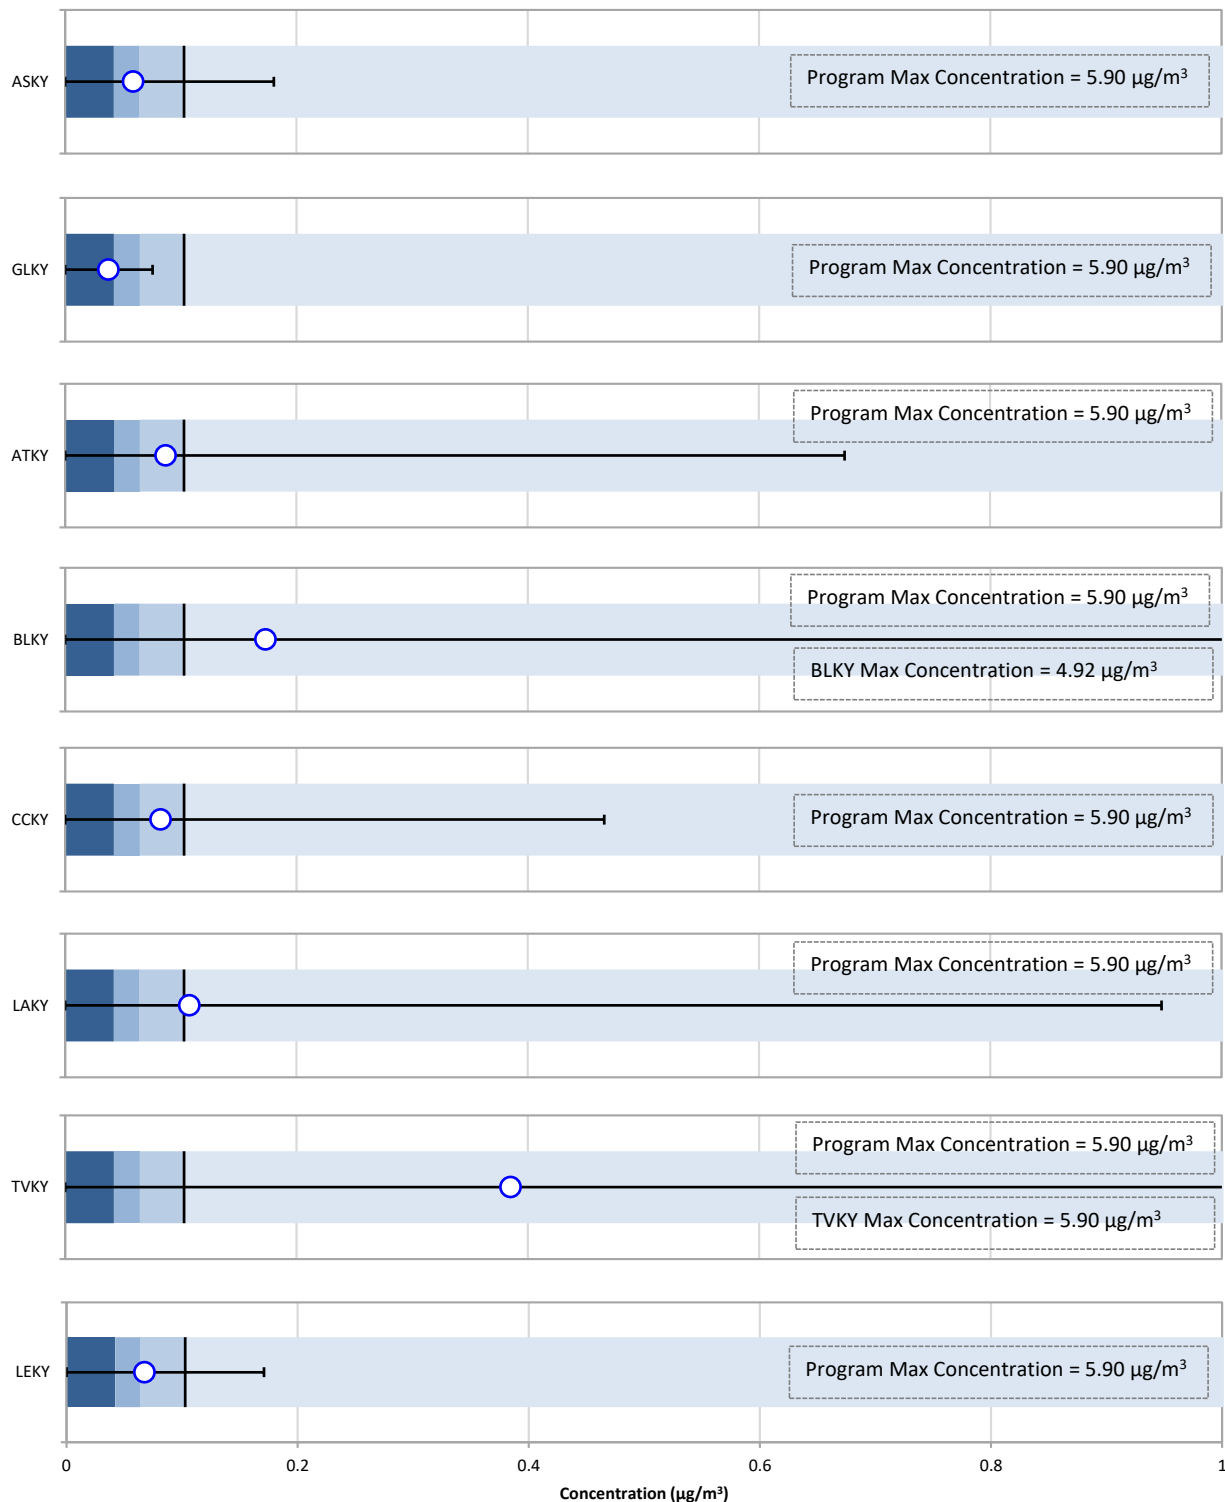 ASKY
Program Max Concentration = 5.90 µg/m³
GLKY
Program Max Concentration = 5.90 µg/m³
Program Max Concentration = 5.90 µg/m³
ATKY
Program Max Concentration = 5.90 µg/m³
BLKY
BLKY Max Concentration = 4.92 µg/m³
CCKY
Program Max Concentration = 5.90 µg/m³
Program Max Concentration = 5.90 µg/m³
LAKY
Program Max Concentration = 5.90 µg/m³
TVKY
TVKY Max Concentration = 5.90 µg/m³
LEKY
Program Max Concentration = 5.90 µg/m³
0 0.2 0.4 0.6 0.8 1
Concentration (µg/m³)